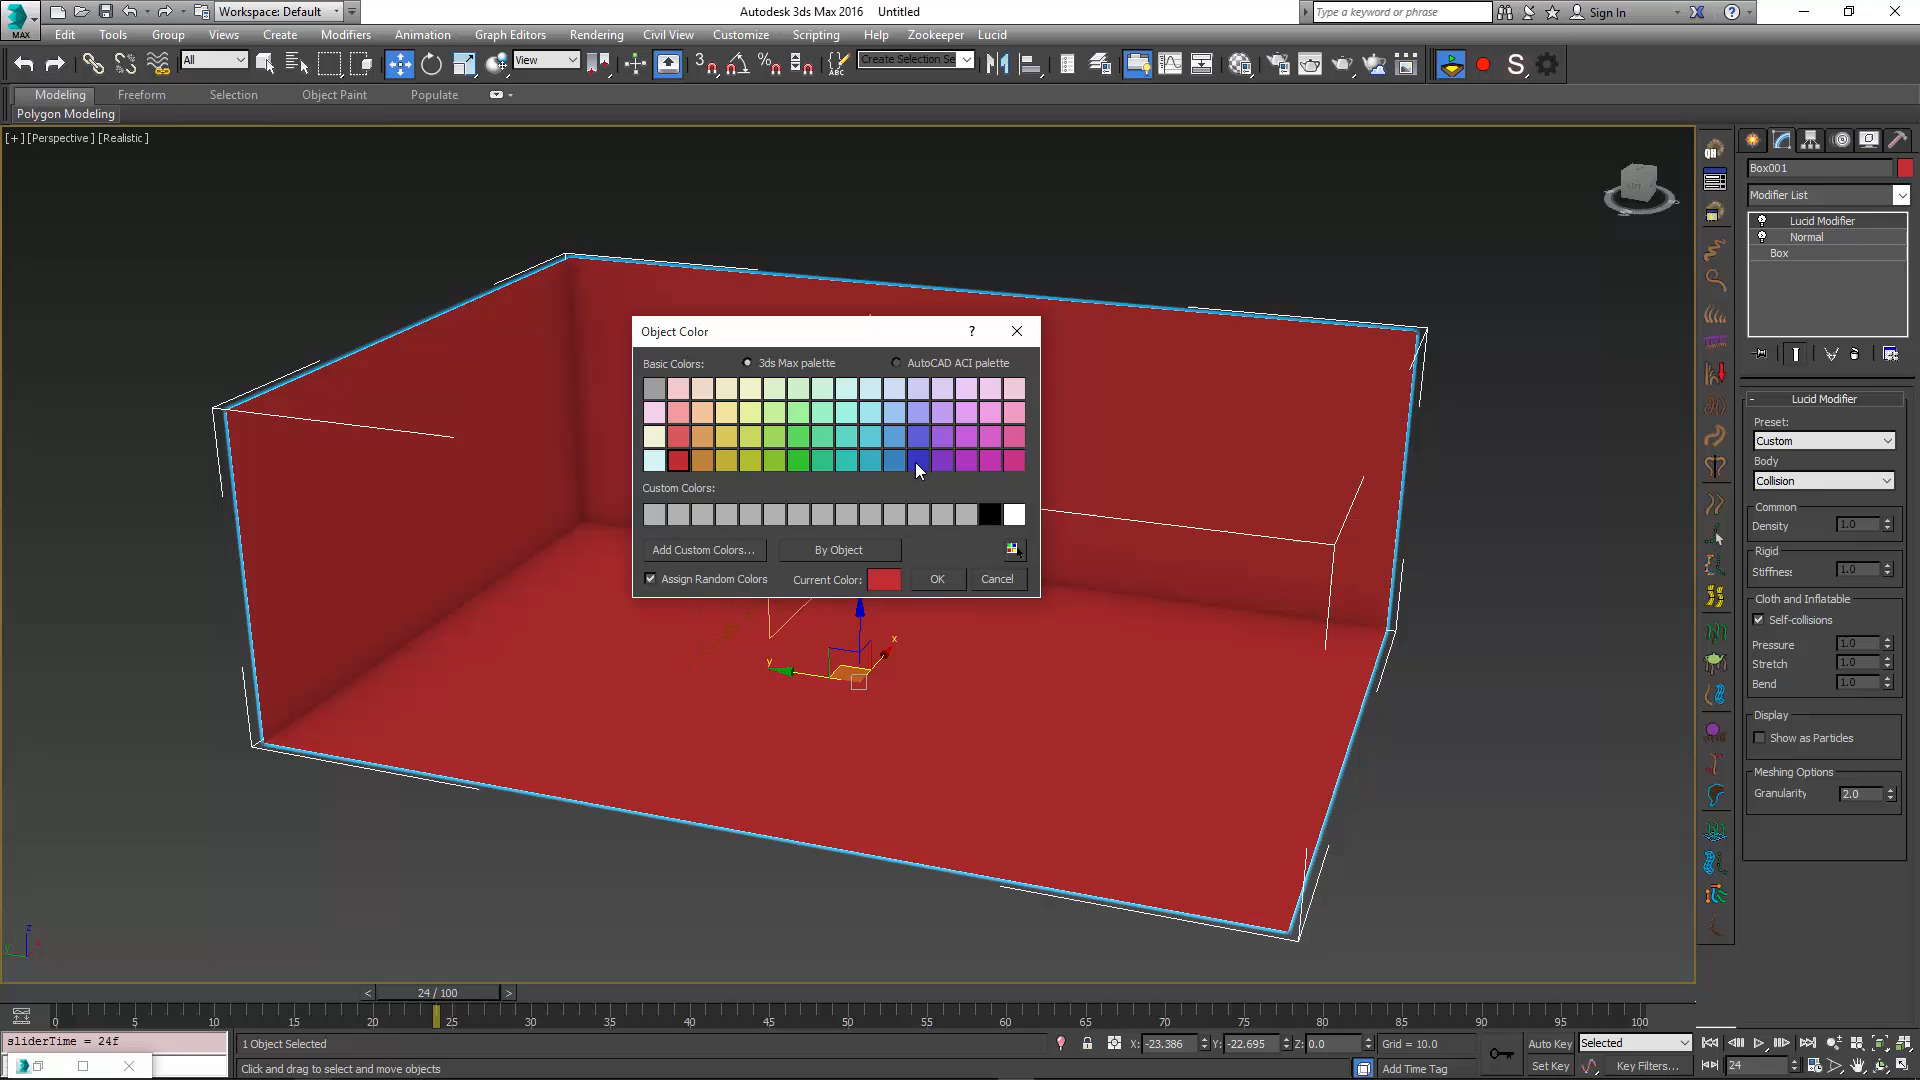 Workspace: Default
Autodesk 3ds Max 2016 Untitled
Type a keyword or phrase
Sign In
MAX
Edit Tools Group Views Create Modifiers Animation Graph Editors Rendering Civil View Customize Scripting Help Zookeeper Lucid
All
View
3
ABC
Create Selection Se
S
Modeling Freeform Selection Object Paint Populate
Polygon Modeling
[+] [Perspective] [Realistic]
QH
Box001
Modifier List
Lucid Modifier
Normal
Box
Object Color
Basic Colors: 3ds Max palette AutoCAD ACI palette
Custom Colors:
Add Custom Colors... By Object
Assign Random Colors Current Color: OK Cancel
x
y
Lucid Modifier
Preset:
Custom
Body
Collision
Common
Density 1.0
Rigid
Stiffness 1.0
Cloth and Inflatable
Self-collisions
Pressure 1.0
Stretch 1.0
Bend 1.0
Display
Show as Particles
Meshing Options
Granularity 2.0
z
y
24 / 100
0 5 10 15 20 25 30 35 40 45 50 55 60 65 70 75 80 85 90 95 100
sliderTime = 24f
1 Object Selected
X: -23.386 Y: -22.695 Z: 0.0 Grid = 10.0
Auto Key Selected
Click and drag to select and move objects
Add Time Tag
Set Key Key Filters...
24